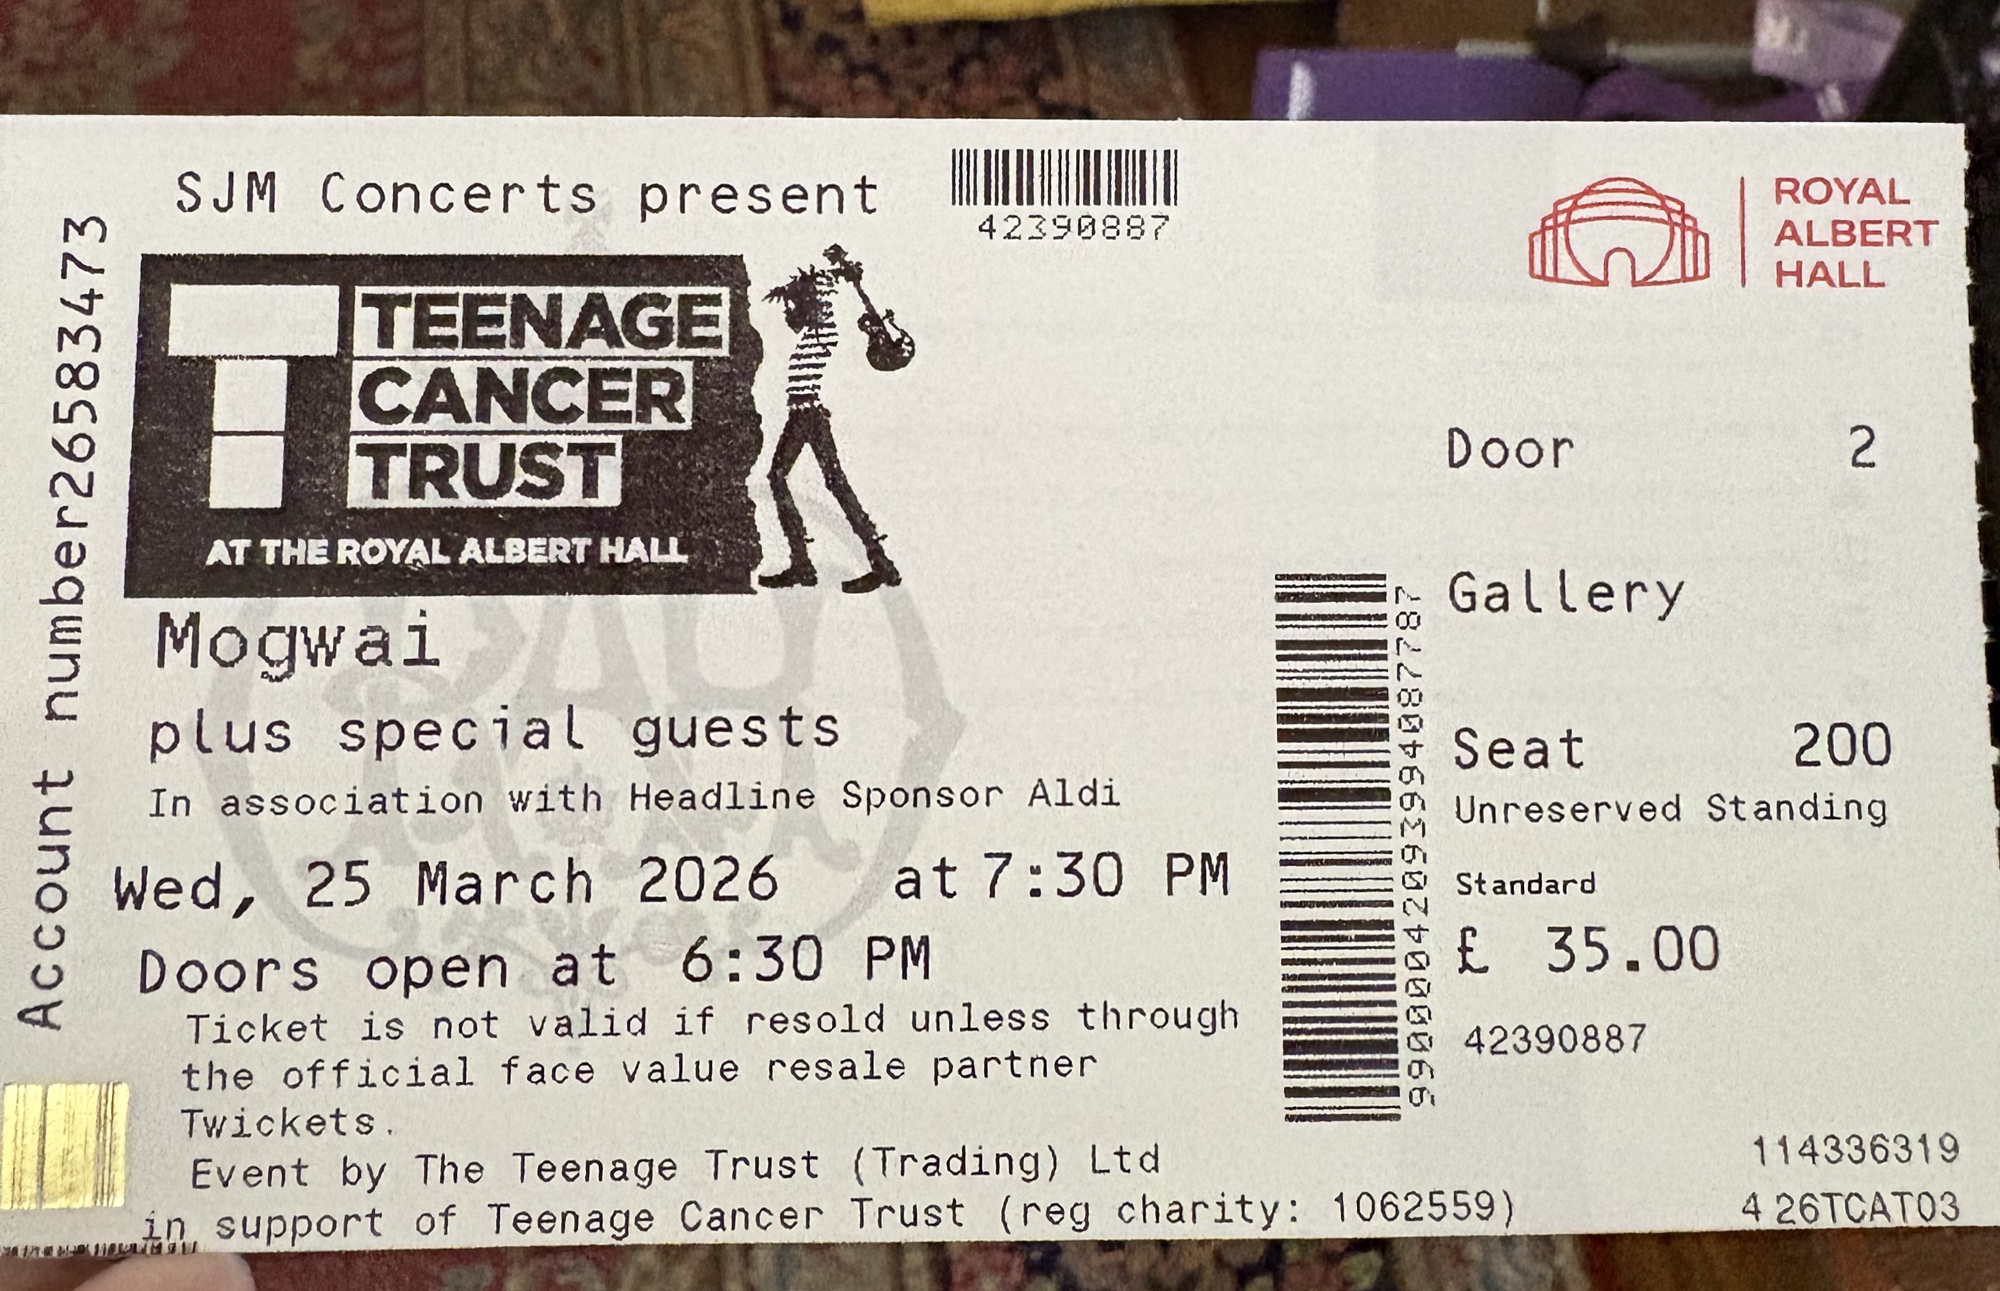 Account number26583473
SJM Concerts present
42390887
TEENAGE
CANCER
TRUST
AT THE ROYAL ALBERT HALL
Mogwai
plus special guests
In association with Headline Sponsor Aldi
Wed, 25 March 2026 at 7:30 PM
Doors open at 6:30 PM
Ticket is not valid if resold unless through
the official face value resale partner
Twickets.
Event by The Teenage Trust (Trading) Ltd
in support of Teenage Cancer Trust (reg charity: 1062559)
ROYAL
ALBERT
HALL
Door 2
Gallery
Seat 200
Unreserved Standing
Standard
£ 35.00
42390887
114336319
4 26TCAT03